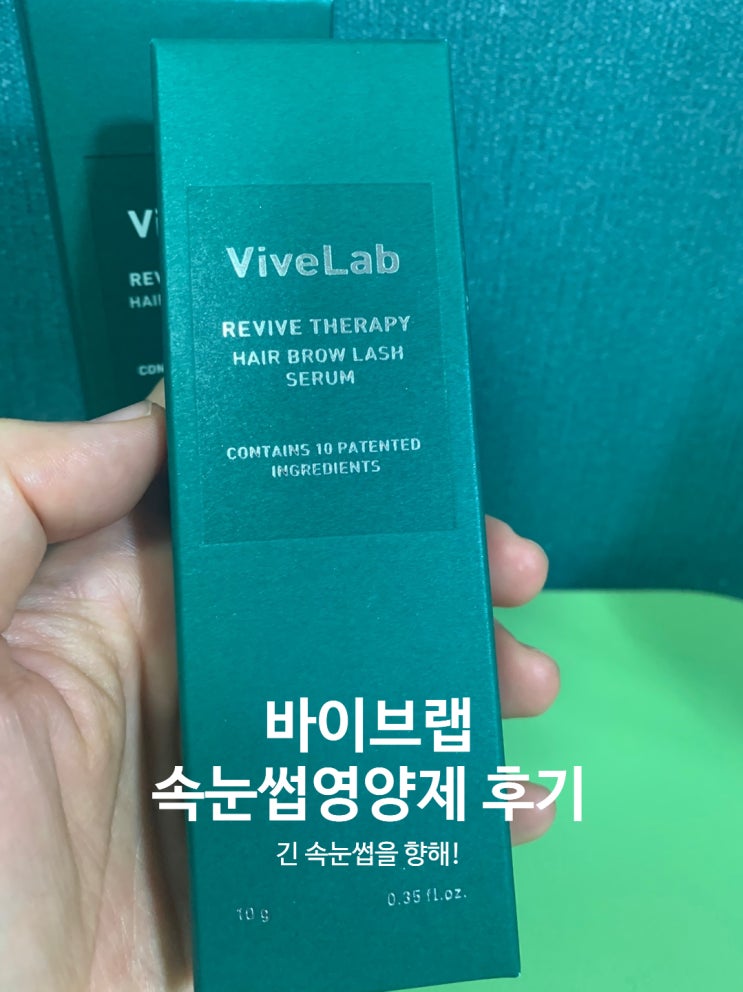 ViveLab
REVIVE THERAPY
HAIR BROW LASH
SERUM
CONTAINS 10 PATENTED
INGREDIENTS
바이브랩
속눈썹영양제 후기
긴 속눈썹을 향해!
10 g
0.35 fl.oz.